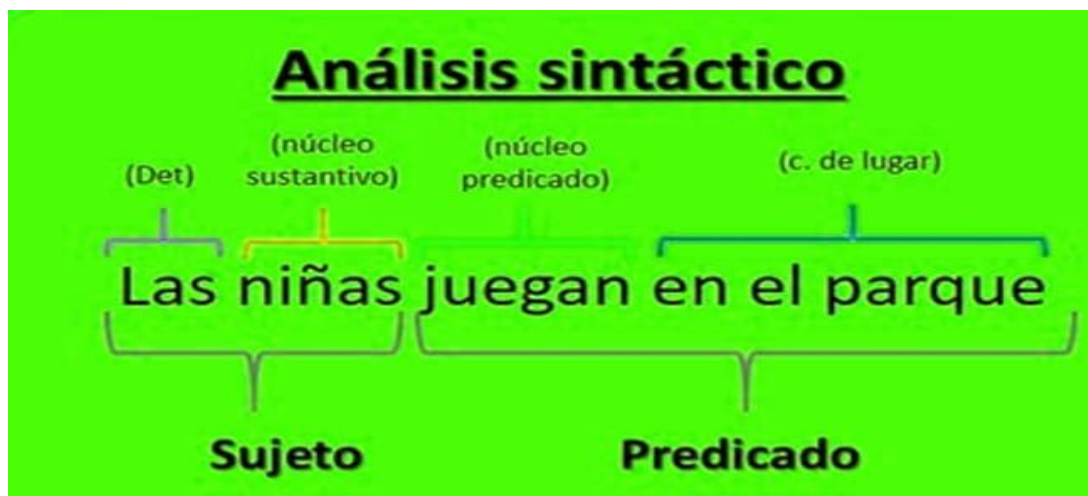 Análisis sintáctico
(Det)
(núcleo
sustantivo)
(núcleo
predicado)
(c. de lugar)
Las niñas juegan en el parque
Sujeto
Predicado